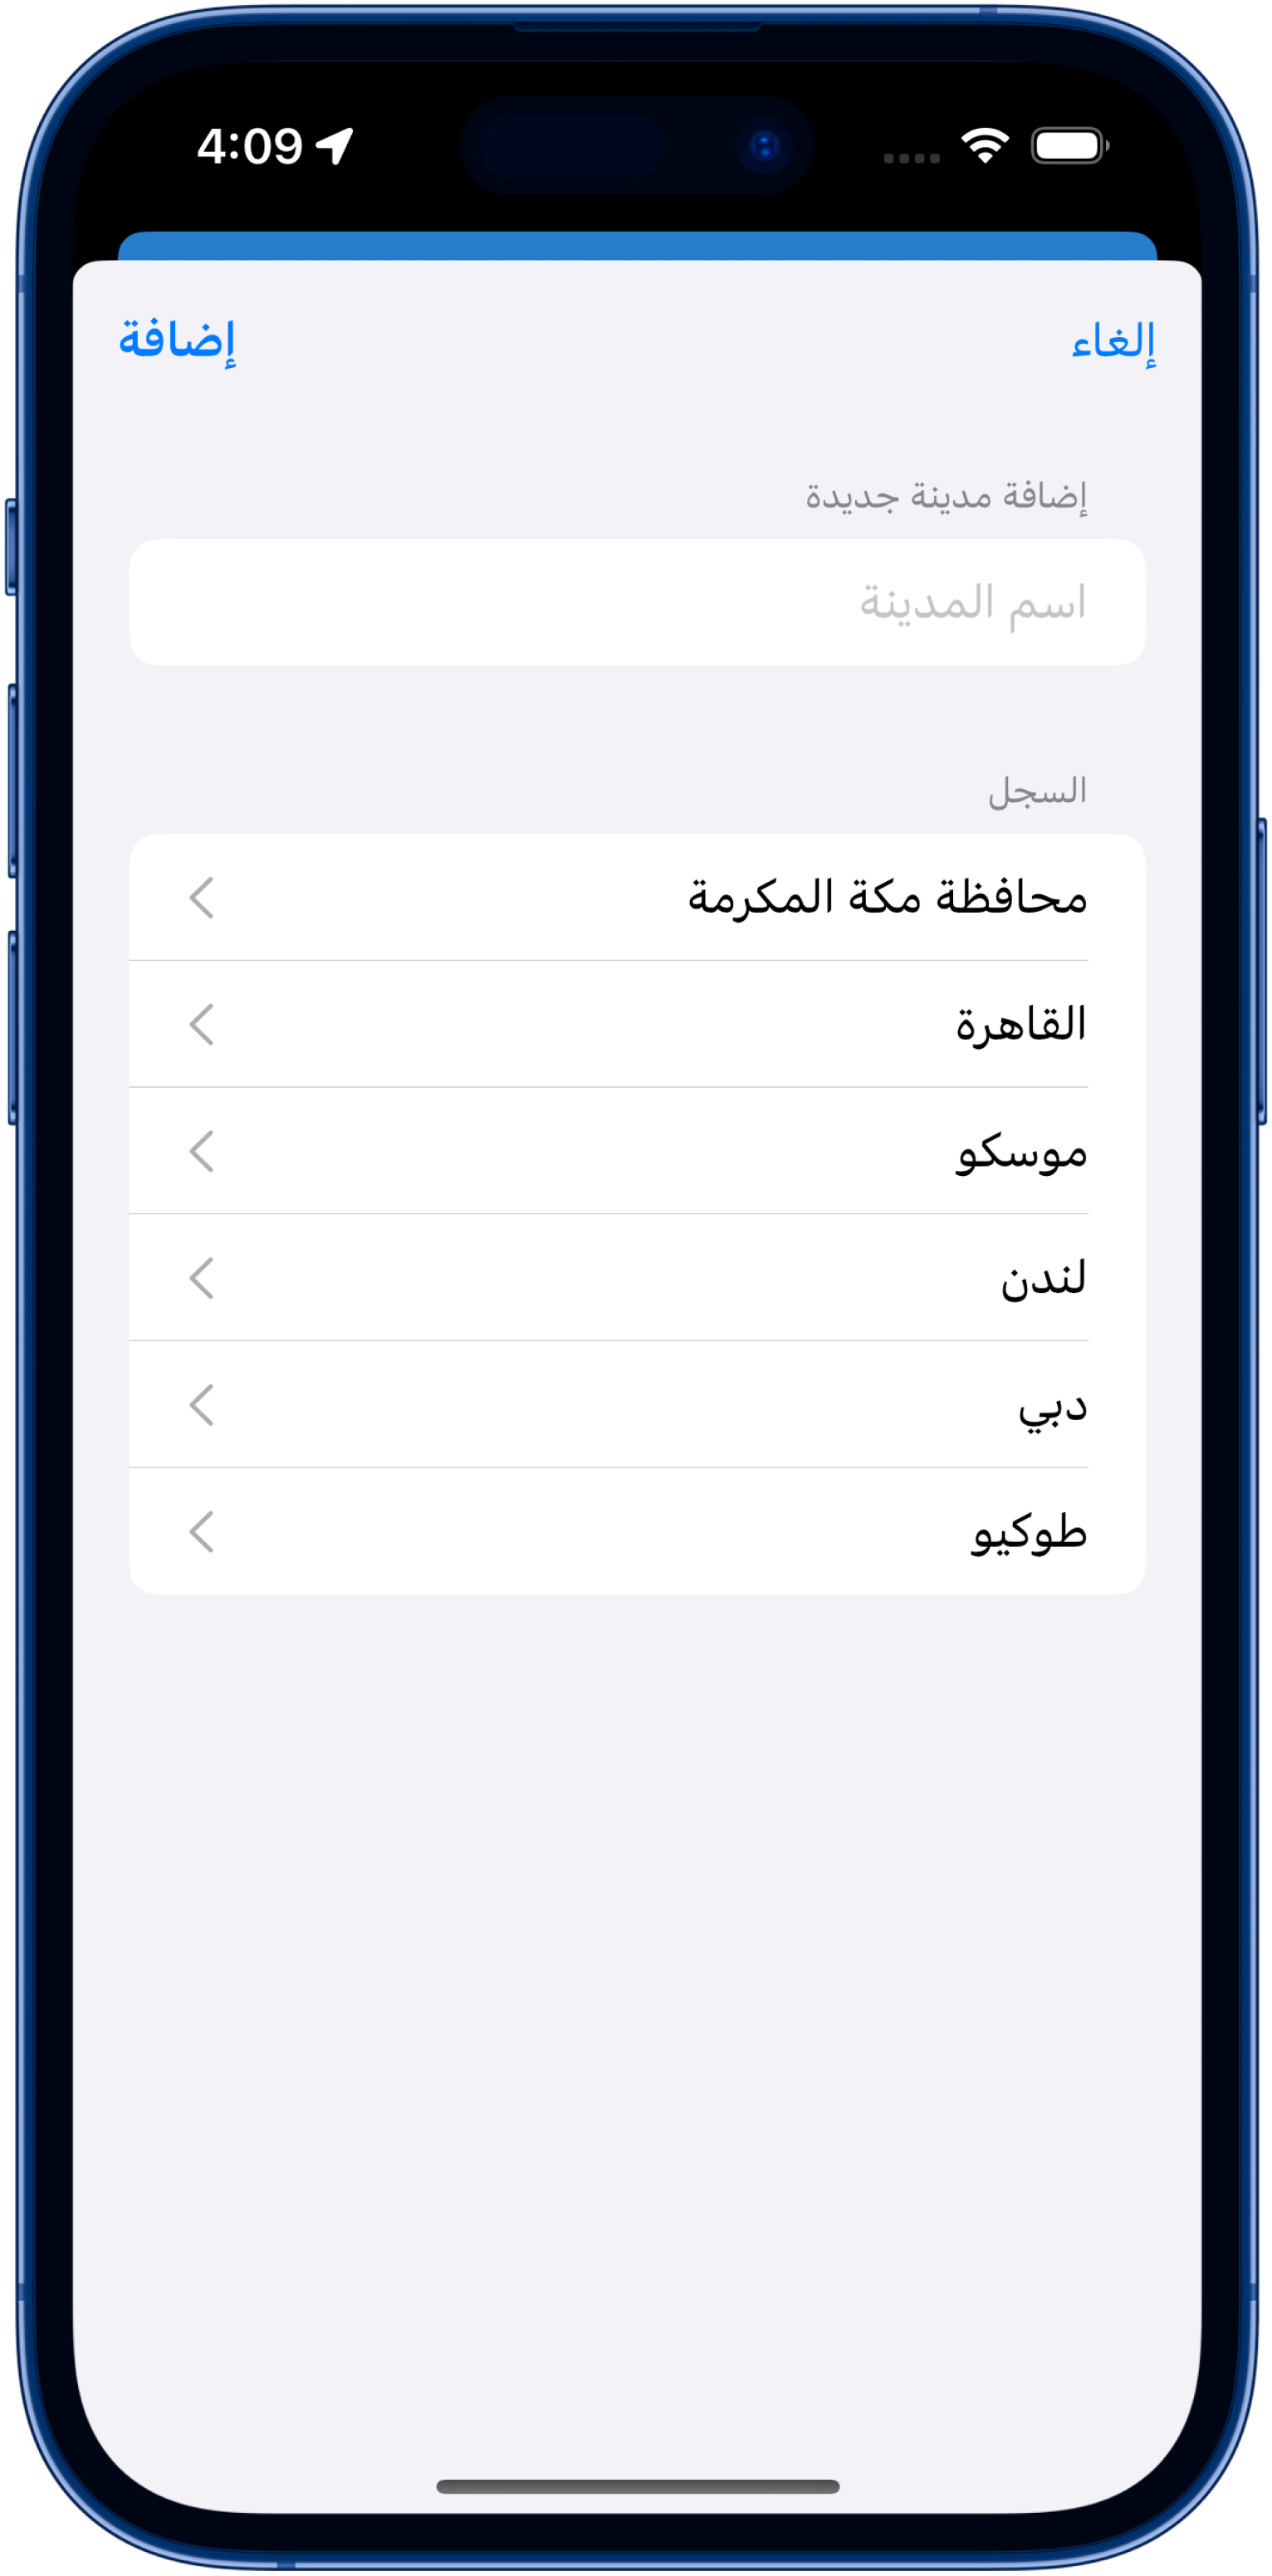 4:09
إلغاء
إضافة
إضافة مدينة جديدة
اسم المدينة
السجل
محافظة مكة المكرمة
القاهرة
موسكو
لندن
دبي
طوكيو